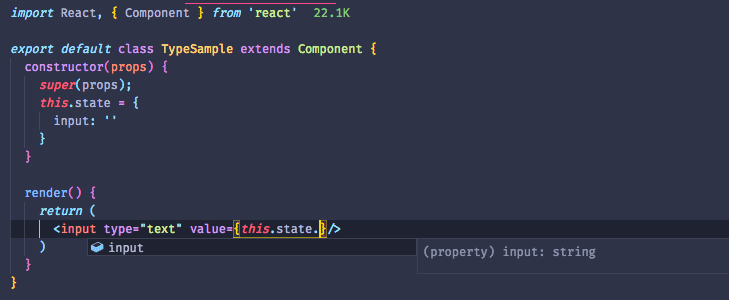 import React, { Component } from 'react'  22.1K

export default class TypeSample extends Component {
  constructor(props) {
    super(props);
    this.state = {
      input: ''
    }
  }

  render() {
    return (
      <input type="text" value={this.state.}/>
    )
input
(property) input: string
  }
}